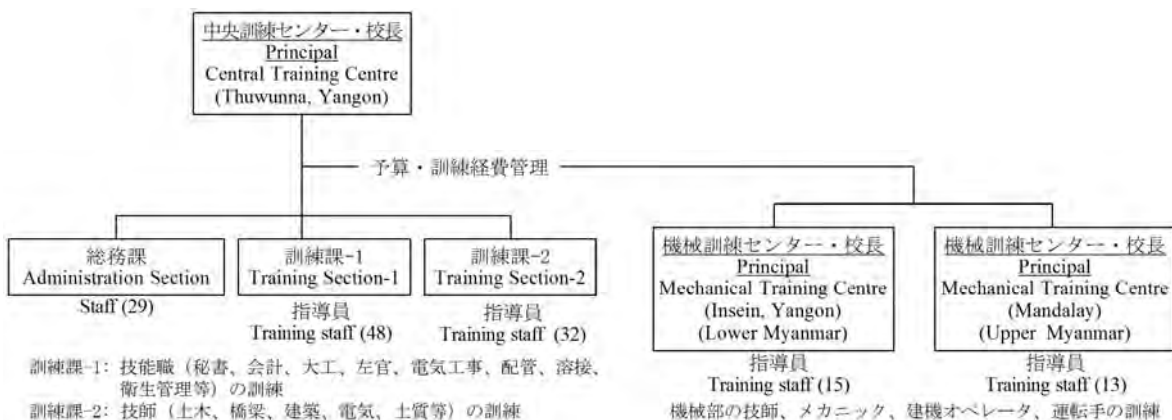 中央訓練センター・校長
Principal
Central Training Centre
(Thuwunna, Yangon)
予算・訓練経費管理
総務課
Administration Section
Staff (29)
訓練課-1
Training Section-1
指導員
Training staff (48)
訓練課-2
Training Section-2
指導員
Training staff (32)
機械訓練センター・校長
Principal
Mechanical Training Centre
(Insein, Yangon)
(Lower Myanmar)
指導員
Training staff (15)
機械訓練センター・校長
Principal
Mechanical Training Centre
(Mandalay)
(Upper Myanmar)
指導員
Training staff (13)
訓練課-1: 技能職（秘書、会計、大工、左官、電気工事、配管、溶接、
衛生管理等）の訓練
訓練課-2: 技師（土木、橋梁、建築、電気、土質等）の訓練
機械部の技師、メカニック、建機オペレータ、運転手の訓練